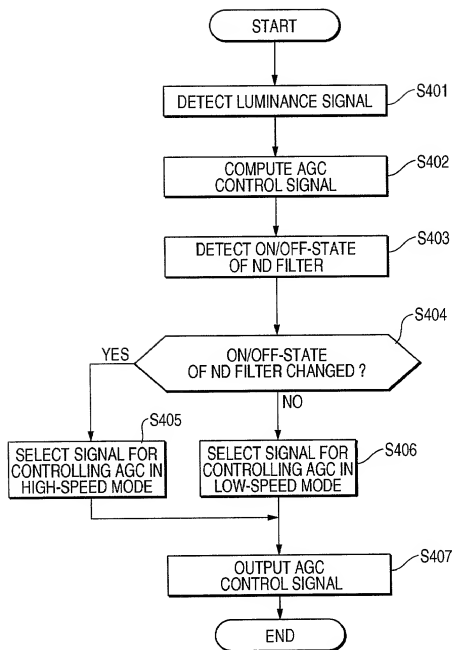 START
DETECT LUMINANCE SIGNAL
S401
COMPUTE AGC
CONTROL SIGNAL
S402
DETECT ON/OFF-STATE
OF ND FILTER
S403
ON/OFF-STATE
OF ND FILTER CHANGED ?
S404
YES
NO
SELECT SIGNAL FOR
CONTROLLING AGC IN
HIGH-SPEED MODE
S405
SELECT SIGNAL FOR
CONTROLLING AGC IN
LOW-SPEED MODE
S406
OUTPUT AGC
CONTROL SIGNAL
S407
END